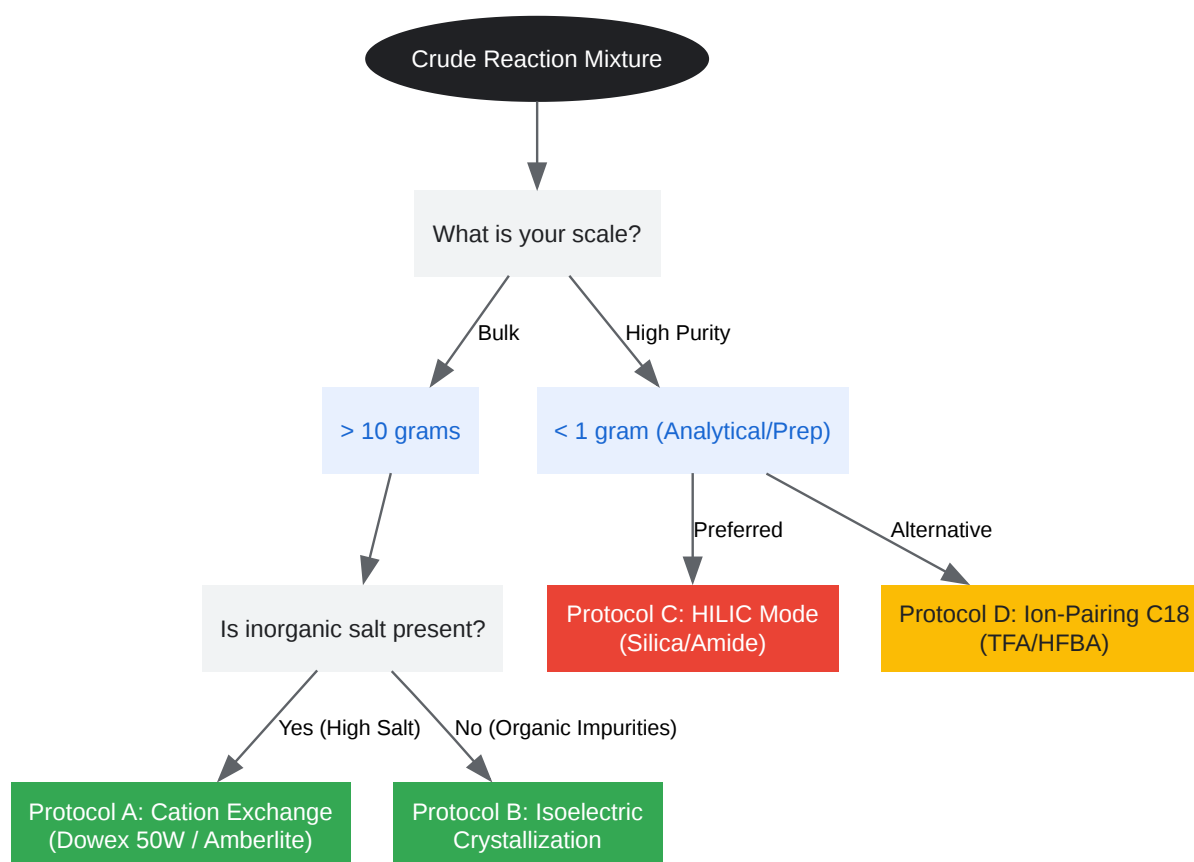 Crude Reaction Mixture
What is your scale?
Bulk
High Purity
> 10 grams
< 1 gram (Analytical/Prep)
Preferred
Alternative
Is inorganic salt present?
Protocol C: HILIC Mode
(Silica/Amide)
Protocol D: Ion-Pairing C18
(TFA/HFBA)
Yes (High Salt)
No (Organic Impurities)
Protocol A: Cation Exchange
(Dowex 50W / Amberlite)
Protocol B: Isoelectric
Crystallization